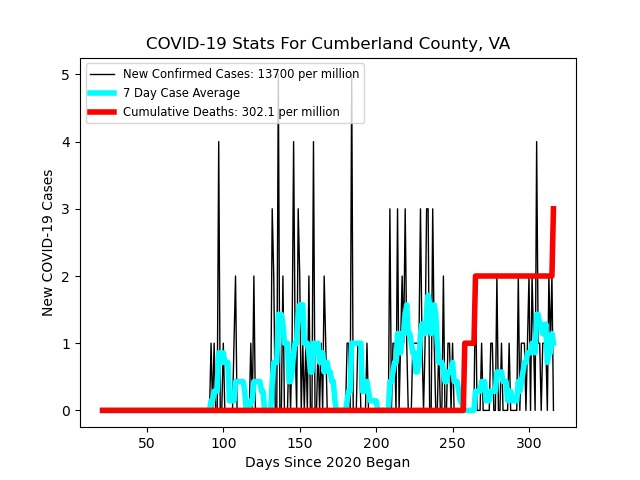 COVID-19 Stats For Cumberland County, VA
New Confirmed Cases: 13700 per million
7 Day Case Average
Cumulative Deaths: 302.1 per million
New COVID-19 Cases
5
4
3
2
1
0
50 100 150 200 250 300
Days Since 2020 Began